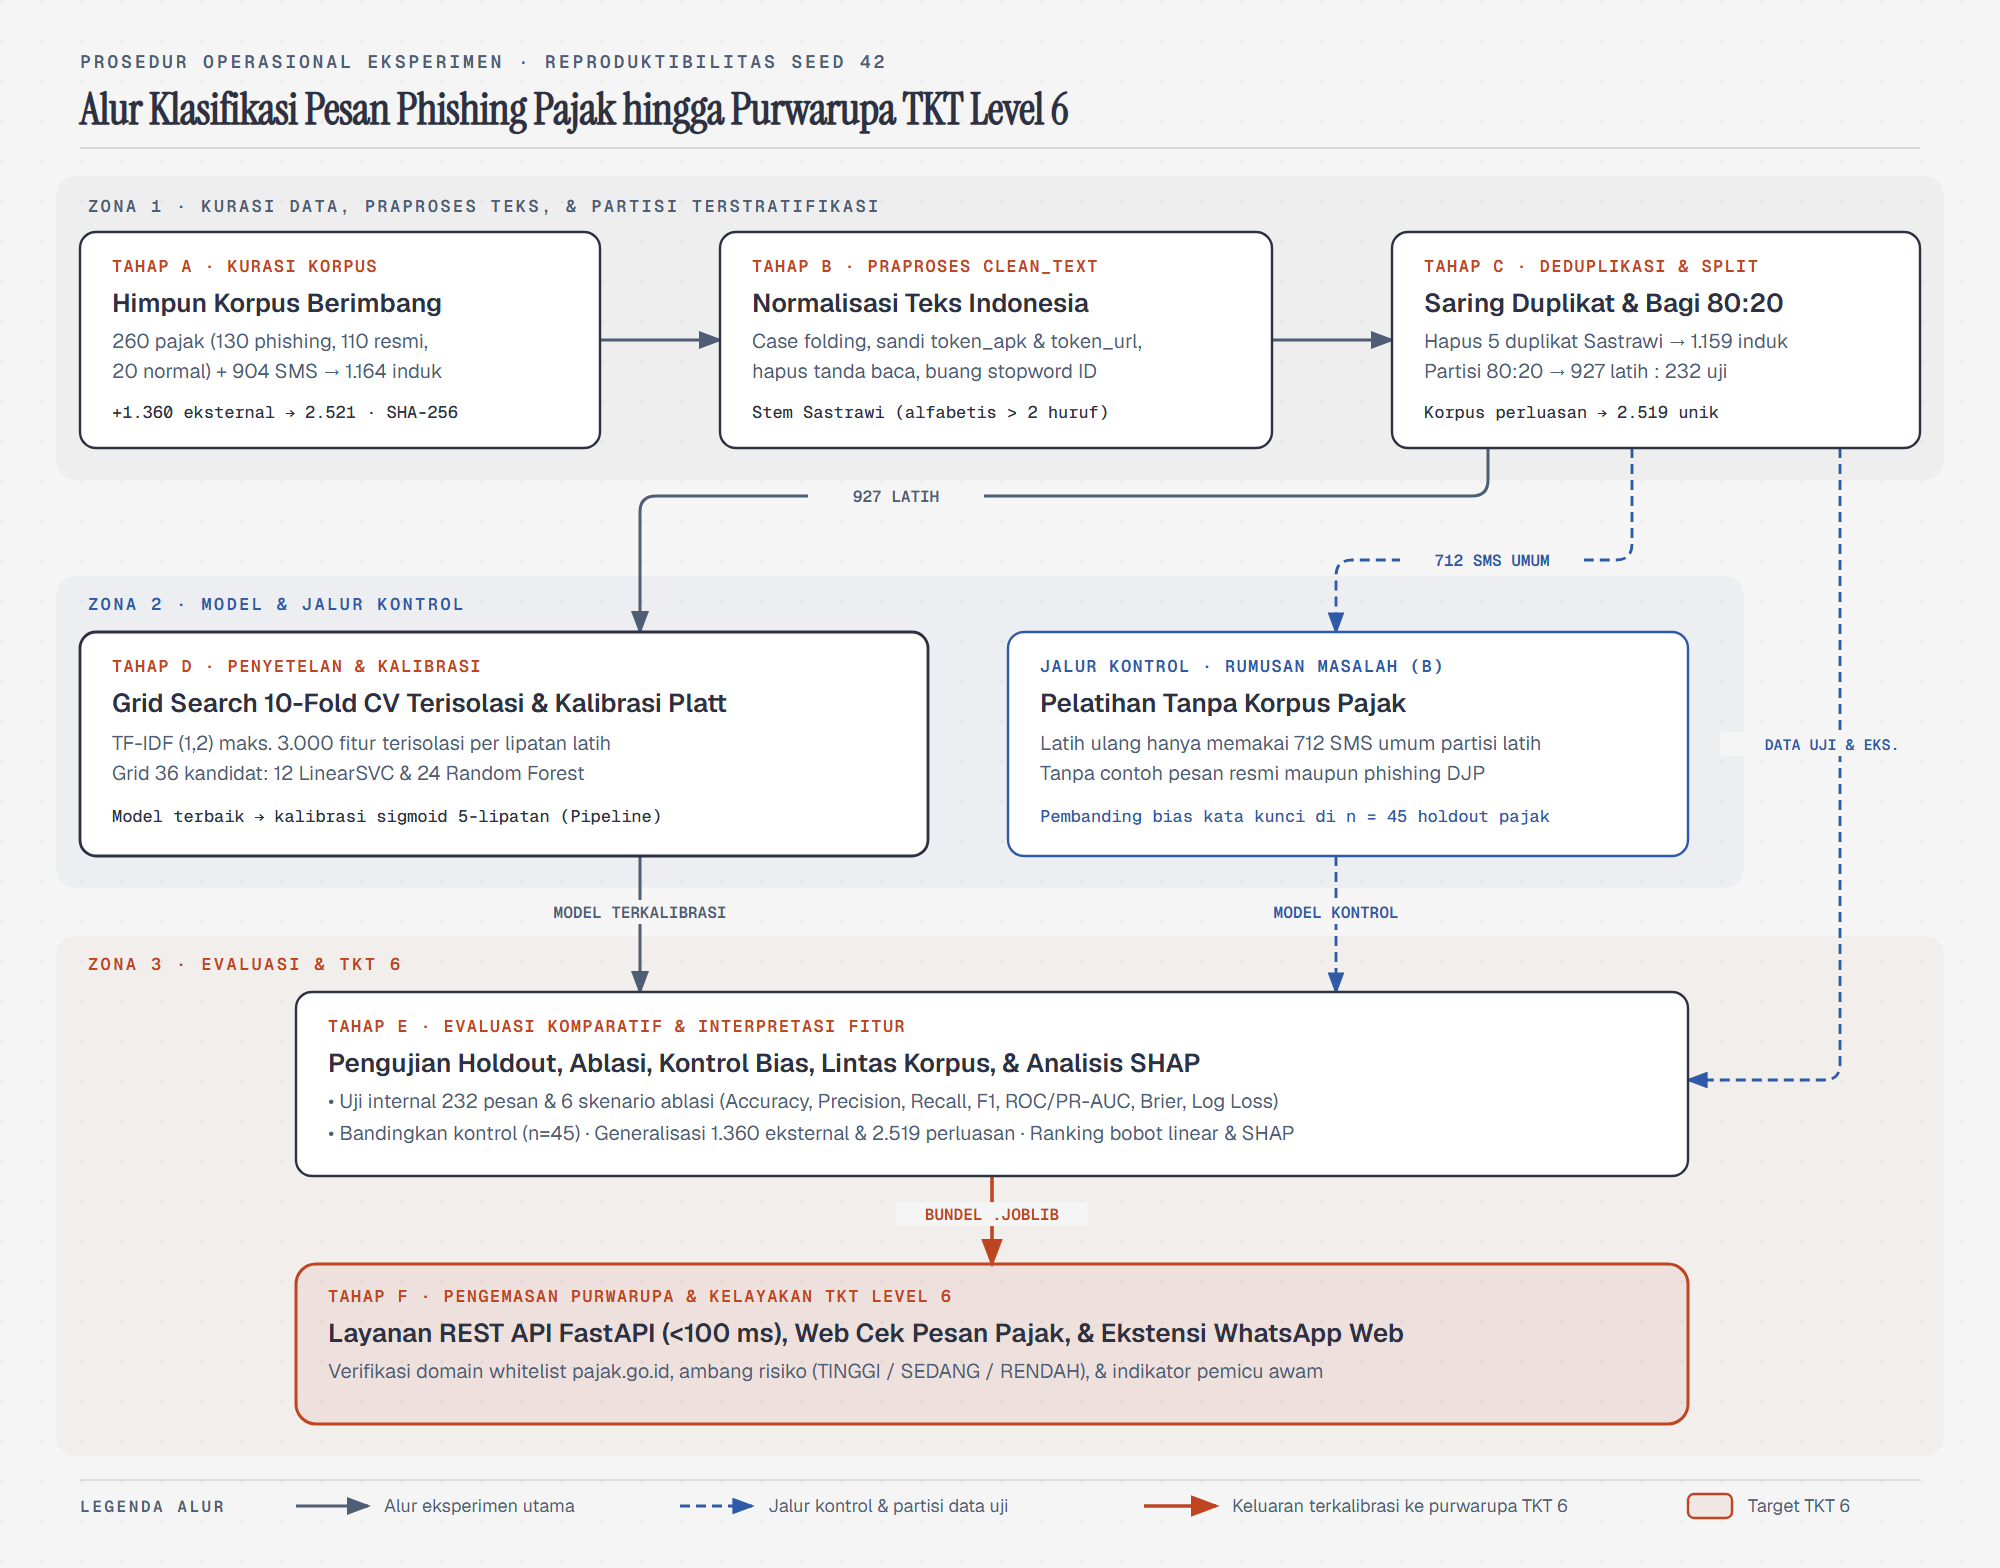 PROSEDUR OPERASIONAL EKSPERIMEN · REPRODUKTIBILITAS SEED 42
Alur Klasifikasi Pesan Phishing Pajak hingga Purwarupa TKT Level 6
ZONA 1 · KURASI DATA, PRAPROSES TEKS, & PARTISI TERSTRATIFIKASI
TAHAP A · KURASI KORPUS
Himpun Korpus Berimbang
260 pajak (130 phishing, 110 resmi,
20 normal) + 904 SMS → 1.164 induk
+1.360 eksternal → 2.521 · SHA-256
TAHAP B · PRAPROSES CLEAN_TEXT
Normalisasi Teks Indonesia
Case folding, sandi token_apk & token_url,
hapus tanda baca, buang stopword ID
Stem Sastrawi (alfabetis > 2 huruf)
TAHAP C · DEDUPLIKASI & SPLIT
Saring Duplikat & Bagi 80:20
Hapus 5 duplikat Sastrawi → 1.159 induk
Partisi 80:20 → 927 latih : 232 uji
Korpus perluasan → 2.519 unik
927 LATIH
712 SMS UMUM
ZONA 2 · MODEL & JALUR KONTROL
TAHAP D · PENYETELAN & KALIBRASI
Grid Search 10-Fold CV Terisolasi & Kalibrasi Platt
TF-IDF (1,2) maks. 3.000 fitur terisolasi per lipatan latih
Grid 36 kandidat: 12 LinearSVC & 24 Random Forest
Model terbaik → kalibrasi sigmoid 5-lipatan (Pipeline)
JALUR KONTROL · RUMUSAN MASALAH (B)
Pelatihan Tanpa Korpus Pajak
Latih ulang hanya memakai 712 SMS umum partisi latih
Tanpa contoh pesan resmi maupun phishing DJP
Pembanding bias kata kunci di n = 45 holdout pajak
DATA UJI & EKS.
MODEL TERKALIBRASI
MODEL KONTROL
ZONA 3 · EVALUASI & TKT 6
TAHAP E · EVALUASI KOMPARATIF & INTERPRETASI FITUR
Pengujian Holdout, Ablasi, Kontrol Bias, Lintas Korpus, & Analisis SHAP
• Uji internal 232 pesan & 6 skenario ablasi (Accuracy, Precision, Recall, F1, ROC/PR-AUC, Brier, Log Loss)
• Bandingkan kontrol (n=45) · Generalisasi 1.360 eksternal & 2.519 perluasan · Ranking bobot linear & SHAP
BUNDEL .JOBLIB
TAHAP F · PENGEMASAN PURWARUPA & KELAYAKAN TKT LEVEL 6
Layanan REST API FastAPI (<100 ms), Web Cek Pesan Pajak, & Ekstensi WhatsApp Web
Verifikasi domain whitelist pajak.go.id, ambang risiko (TINGGI / SEDANG / RENDAH), & indikator pemicu awam
LEGENDA ALUR
Alur eksperimen utama
Jalur kontrol & partisi data uji
Keluaran terkalibrasi ke purwarupa TKT 6
Target TKT 6